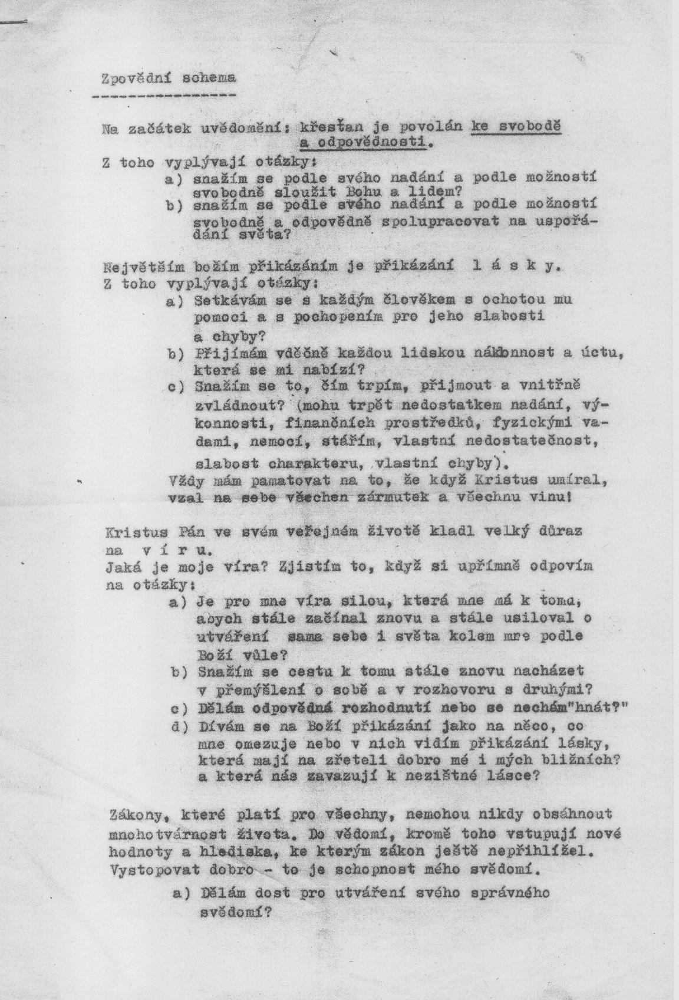 Zpovědní schema
----------------
Na začátek uvědomění: křesťan je povolán ke svobodě
a odpovědnosti.
Z toho vyplývají otázky:
a) snažím se podle svého nadání a podle možností
svobodně sloužit Bohu a lidem?
b) snažím se podle svého nadání a podle možností
svobodně a odpovědně spolupracovat na uspořá-
dání světa?
Největším božím přikázáním je přikázání l á s k y.
Z toho vyplývají otázky:
a) Setkávám se s každým člověkem s ochotou mu
pomoci a s pochopením pro jeho slabosti
a chyby?
b) Přijímám vděčně každou lidskou náklonnost a úctu,
která se mi nabízí?
c) Snažím se to, čím trpím, přijmout a vnitřně
zvládnout? (mohu trpět nedostatkem nadání, vý-
konnosti, finančních prostředků, fyzickými va-
dami, nemocí, stářím, vlastní nedostatečnost,
slabost charakteru, vlastní chyby).
Vždy mám pamatovat na to, že když Kristus umíral,
vzal na sebe všechen zármutek a všechnu vinu!
Kristus Pán ve svém veřejném životě kladl velký důraz
na v í r u.
Jaká je moje víra? Zjistím to, když si upřímně odpovím
na otázky:
a) Je pro mne víra silou, která mne má k tomu,
abych stále začínal znovu a stále usiloval o
utváření sama sebe i světa kolem mne podle
Boží vůle?
b) Snažím se cestu k tomu stále znovu nacházet
v přemýšlení o sobě a v rozhovoru s druhými?
c) Dělám odpovědná rozhodnutí nebo se nechám"hnát?"
d) Dívám se na Boží přikázání jako na něco, co
mne omezuje nebo v nich vidím přikázání lásky,
která mají na zřeteli dobro mé i mých bližních?
a která nás zavazují k nezištné lásce?
Zákony, které platí pro všechny, nemohou nikdy obsáhnout
mnohotvárnost života. Do vědomí, kromě toho vstupují nové
hodnoty a hlediska, ke kterým zákon ještě nepřihlížel.
Vystopovat dobro - to je schopnost mého svědomí.
a) Dělám dost pro utváření svého správného
svědomí?